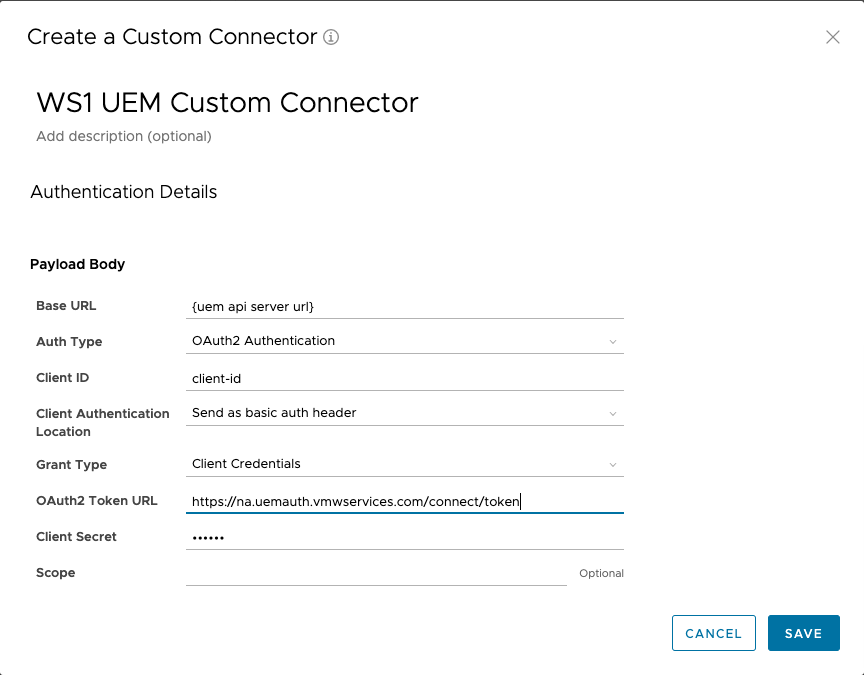 Create a Custom Connector
WS1 UEM Custom Connector
Add description (optional)
Authentication Details
Payload Body
Base URL {uem api server url}
Auth Type OAuth2 Authentication
Client ID client-id
Client Authentication Location Send as basic auth header
Grant Type Client Credentials
OAuth2 Token URL https://na.uemauth.vmwservices.com/connect/token
Client Secret ••••••
Scope Optional
CANCEL SAVE